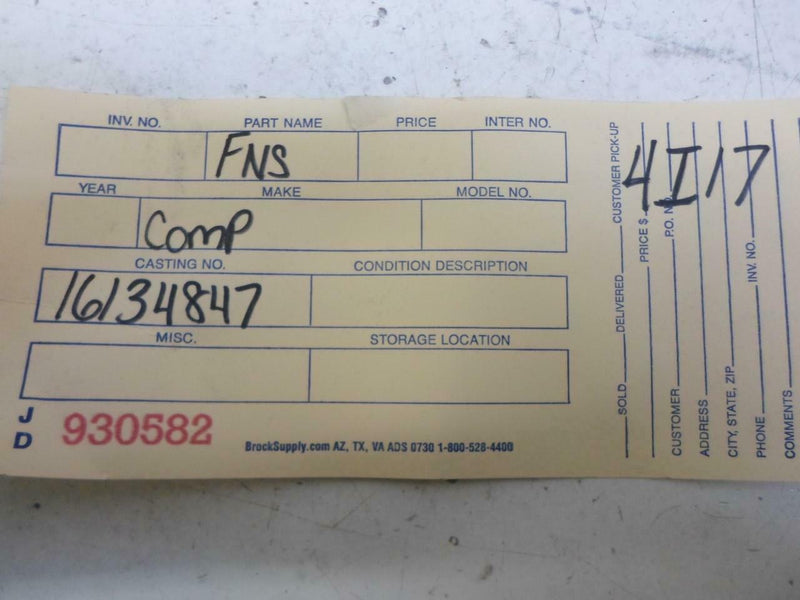 INV. NO. PART NAME PRICE INTER NO.
FNS
YEAR MAKE MODEL NO.
Comp
CASTING NO. CONDITION DESCRIPTION
16134847
MISC. STORAGE LOCATION
J D 930582
BrockSupply.com AZ, TX, VA ADS 0730 1-800-528-4400
4I17
SOLD DELIVERED CUSTOMER PICK-UP
PRICE $
CUSTOMER P.O. NO.
ADDRESS
CITY, STATE, ZIP
PHONE INV. NO.
COMMENTS